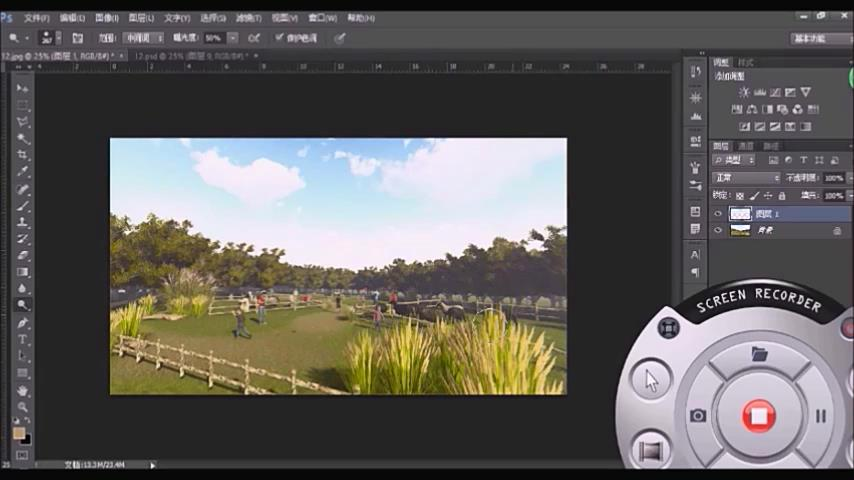 Ps 文件(F) 编辑(E) 图像(I) 图层(L) 文字(Y) 选择(S) 滤镜(T) 视图(V) 窗口(W) 帮助(H)
267 范围: 中间调 曝光度: 50% 保护色调 基本功能
12.jpg @ 25% (图层 1, RGB/8#) * × 12.psd @ 25% (图层 0, RGB/8#) * ×
调整 样式
添加调整
图层 通道 路径
类型
正常 不透明度: 100%
锁定: 填充: 100%
图层 1
背景
SCREEN RECORDER
文档:13.3M/23.4M